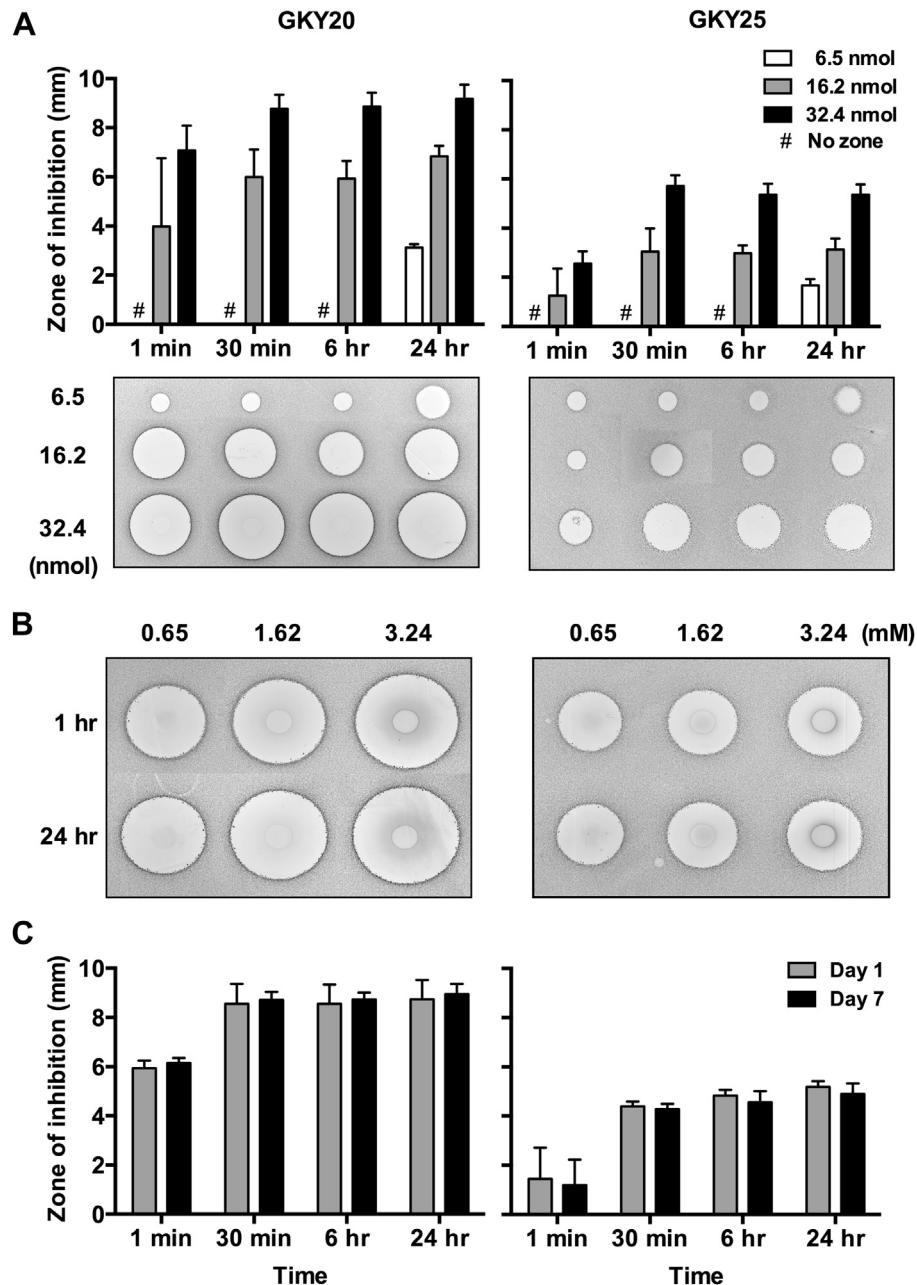 A
GKY20
GKY25
6.5 nmol
16.2 nmol
32.4 nmol
# No zone
Zone of inhibition (mm)
10
8
6
4
2
0
# # #
# # #
1 min 30 min 6 hr 24 hr
1 min 30 min 6 hr 24 hr
6.5
16.2
32.4
(nmol)
B
0.65 1.62 3.24
0.65 1.62 3.24 (mM)
1 hr
24 hr
C
Day 1
Day 7
Zone of inhibition (mm)
10
8
6
4
2
0
1 min 30 min 6 hr 24 hr
1 min 30 min 6 hr 24 hr
Time
Time